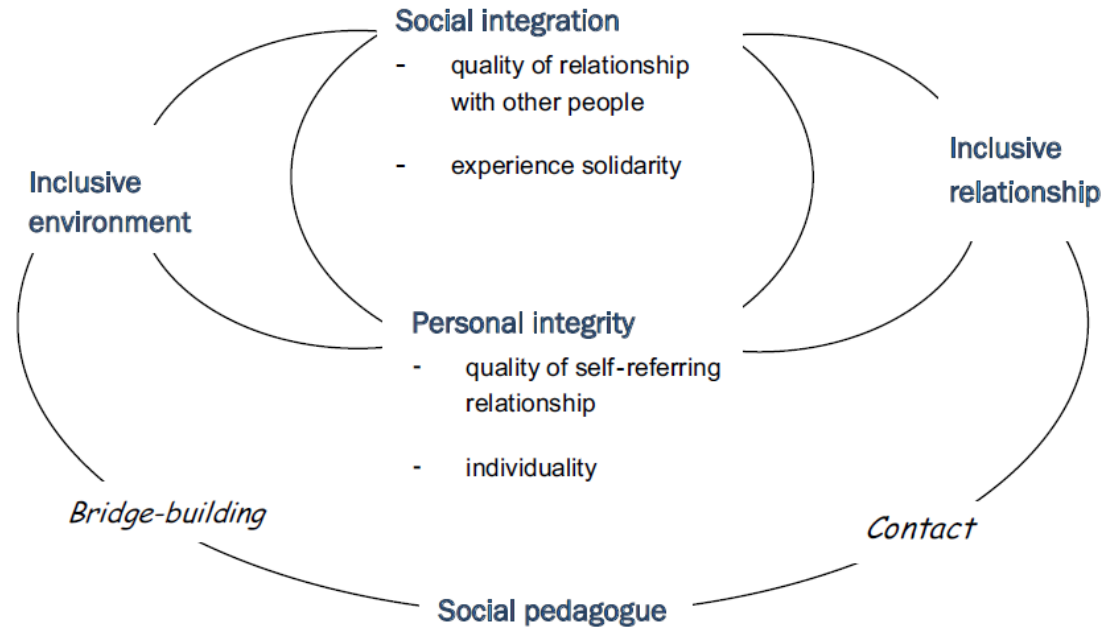 Social integration
- quality of relationship
with other people
- experience solidarity
Inclusive
environment
Inclusive
relationship
Personal integrity
- quality of self-referring
relationship
- individuality
Bridge-building
Contact
Social pedagogue